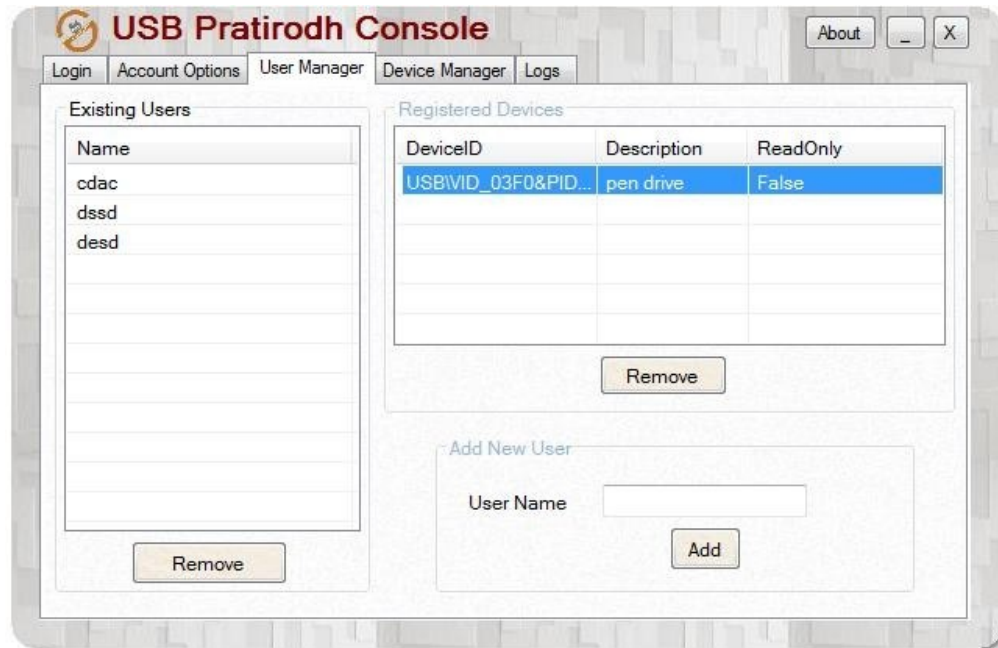 USB Pratirodh Console
About
_
X
Login
Account Options
User Manager
Device Manager
Logs
Existing Users
Name
cdac
dssd
desd
Remove
Registered Devices
DeviceID Description ReadOnly
USB\VID_03F0&PID... pen drive False
Remove
Add New User
User Name
Add